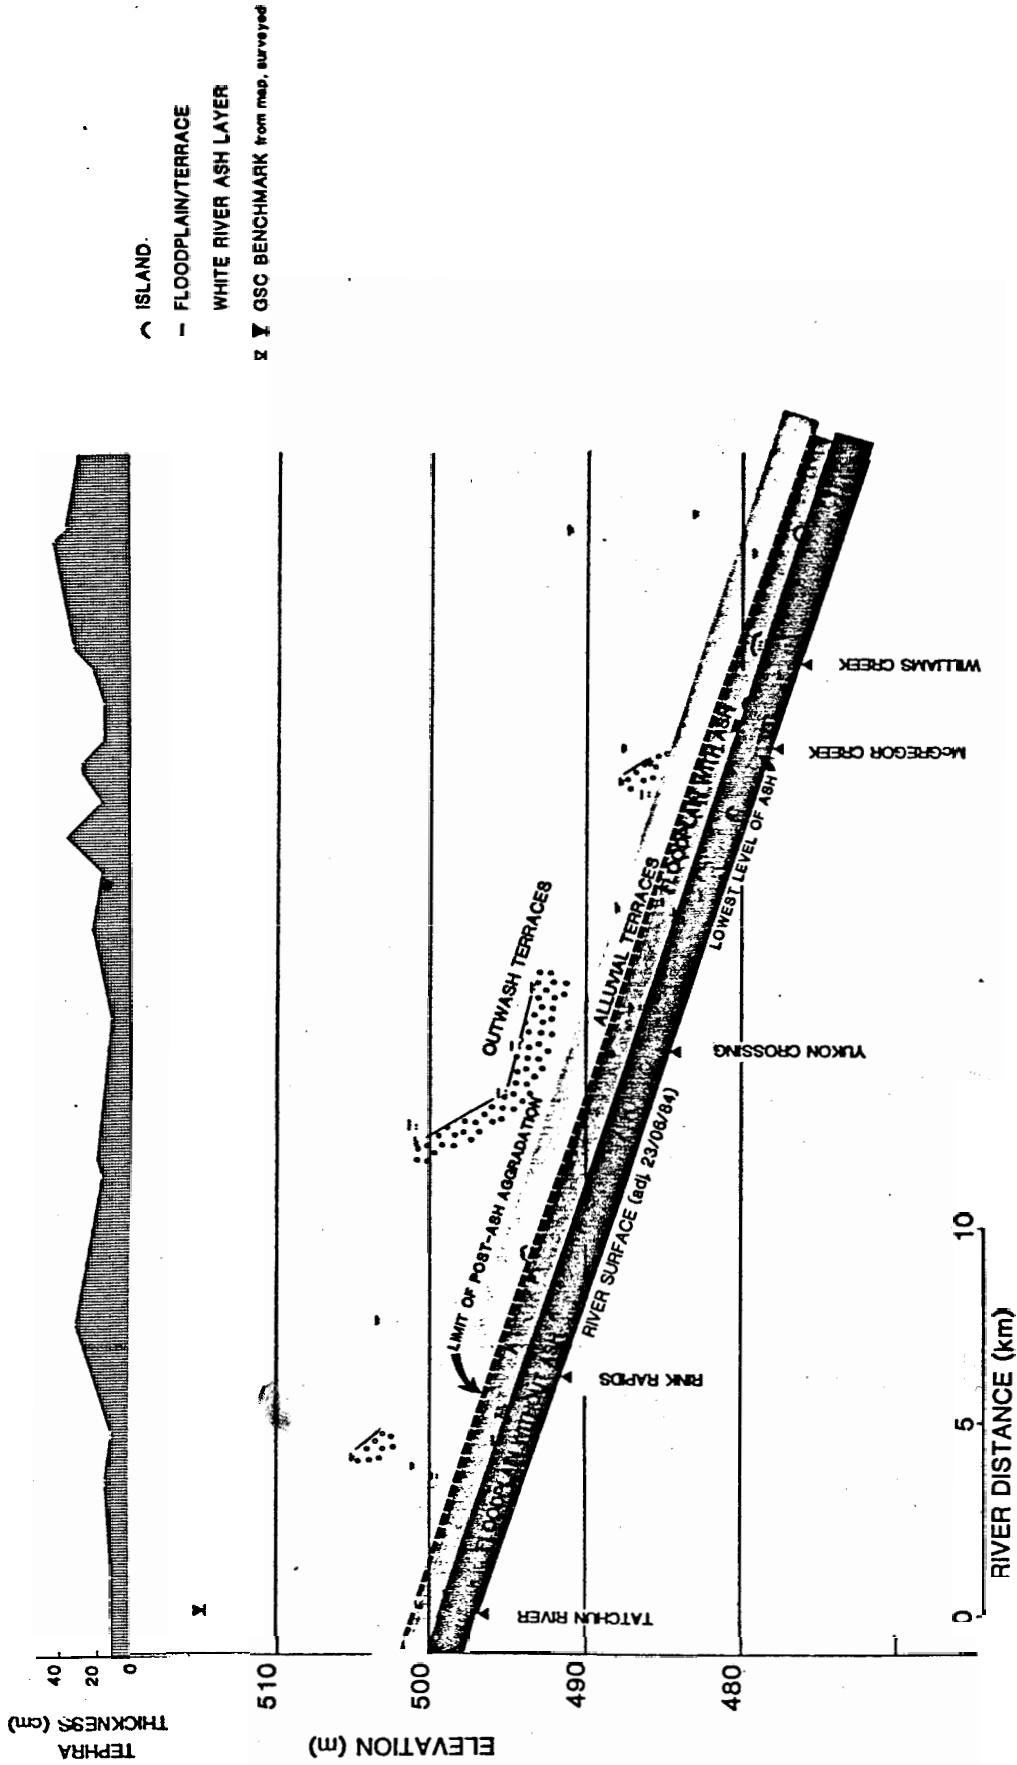 TEPHRA
THICKNESS (cm)
40
20
0
ISLAND
FLOODPLAIN/TERRACE
WHITE RIVER ASH LAYER
GSC BENCHMARK from map, surveyed
ELEVATION (m)
510
500
490
480
OUTWASH TERRACES
LIMIT OF POST-ASH AGGRADATION
ALLUVIAL TERRACES
FLOODPLAIN WITH ASH
FLOODPLAIN WITHOUT ASH
LOWEST LEVEL OF ASH
RIVER SURFACE (adj. 23/06/84)
TATCHUN RIVER
RINK RAPIDS
YUKON CROSSING
McGREGOR CREEK
WILLIAMS CREEK
0
5
10
RIVER DISTANCE (km)